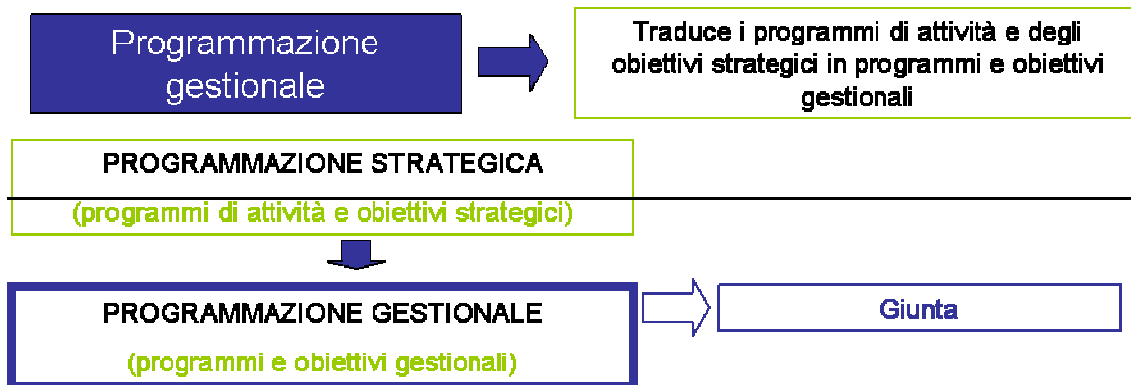 Programmazione
gestionale
Traduce i programmi di attività e degli
obiettivi strategici in programmi e obiettivi
gestionali
PROGRAMMAZIONE STRATEGICA
(programmi di attività e obiettivi strategici)
PROGRAMMAZIONE GESTIONALE
(programmi e obiettivi gestionali)
Giunta